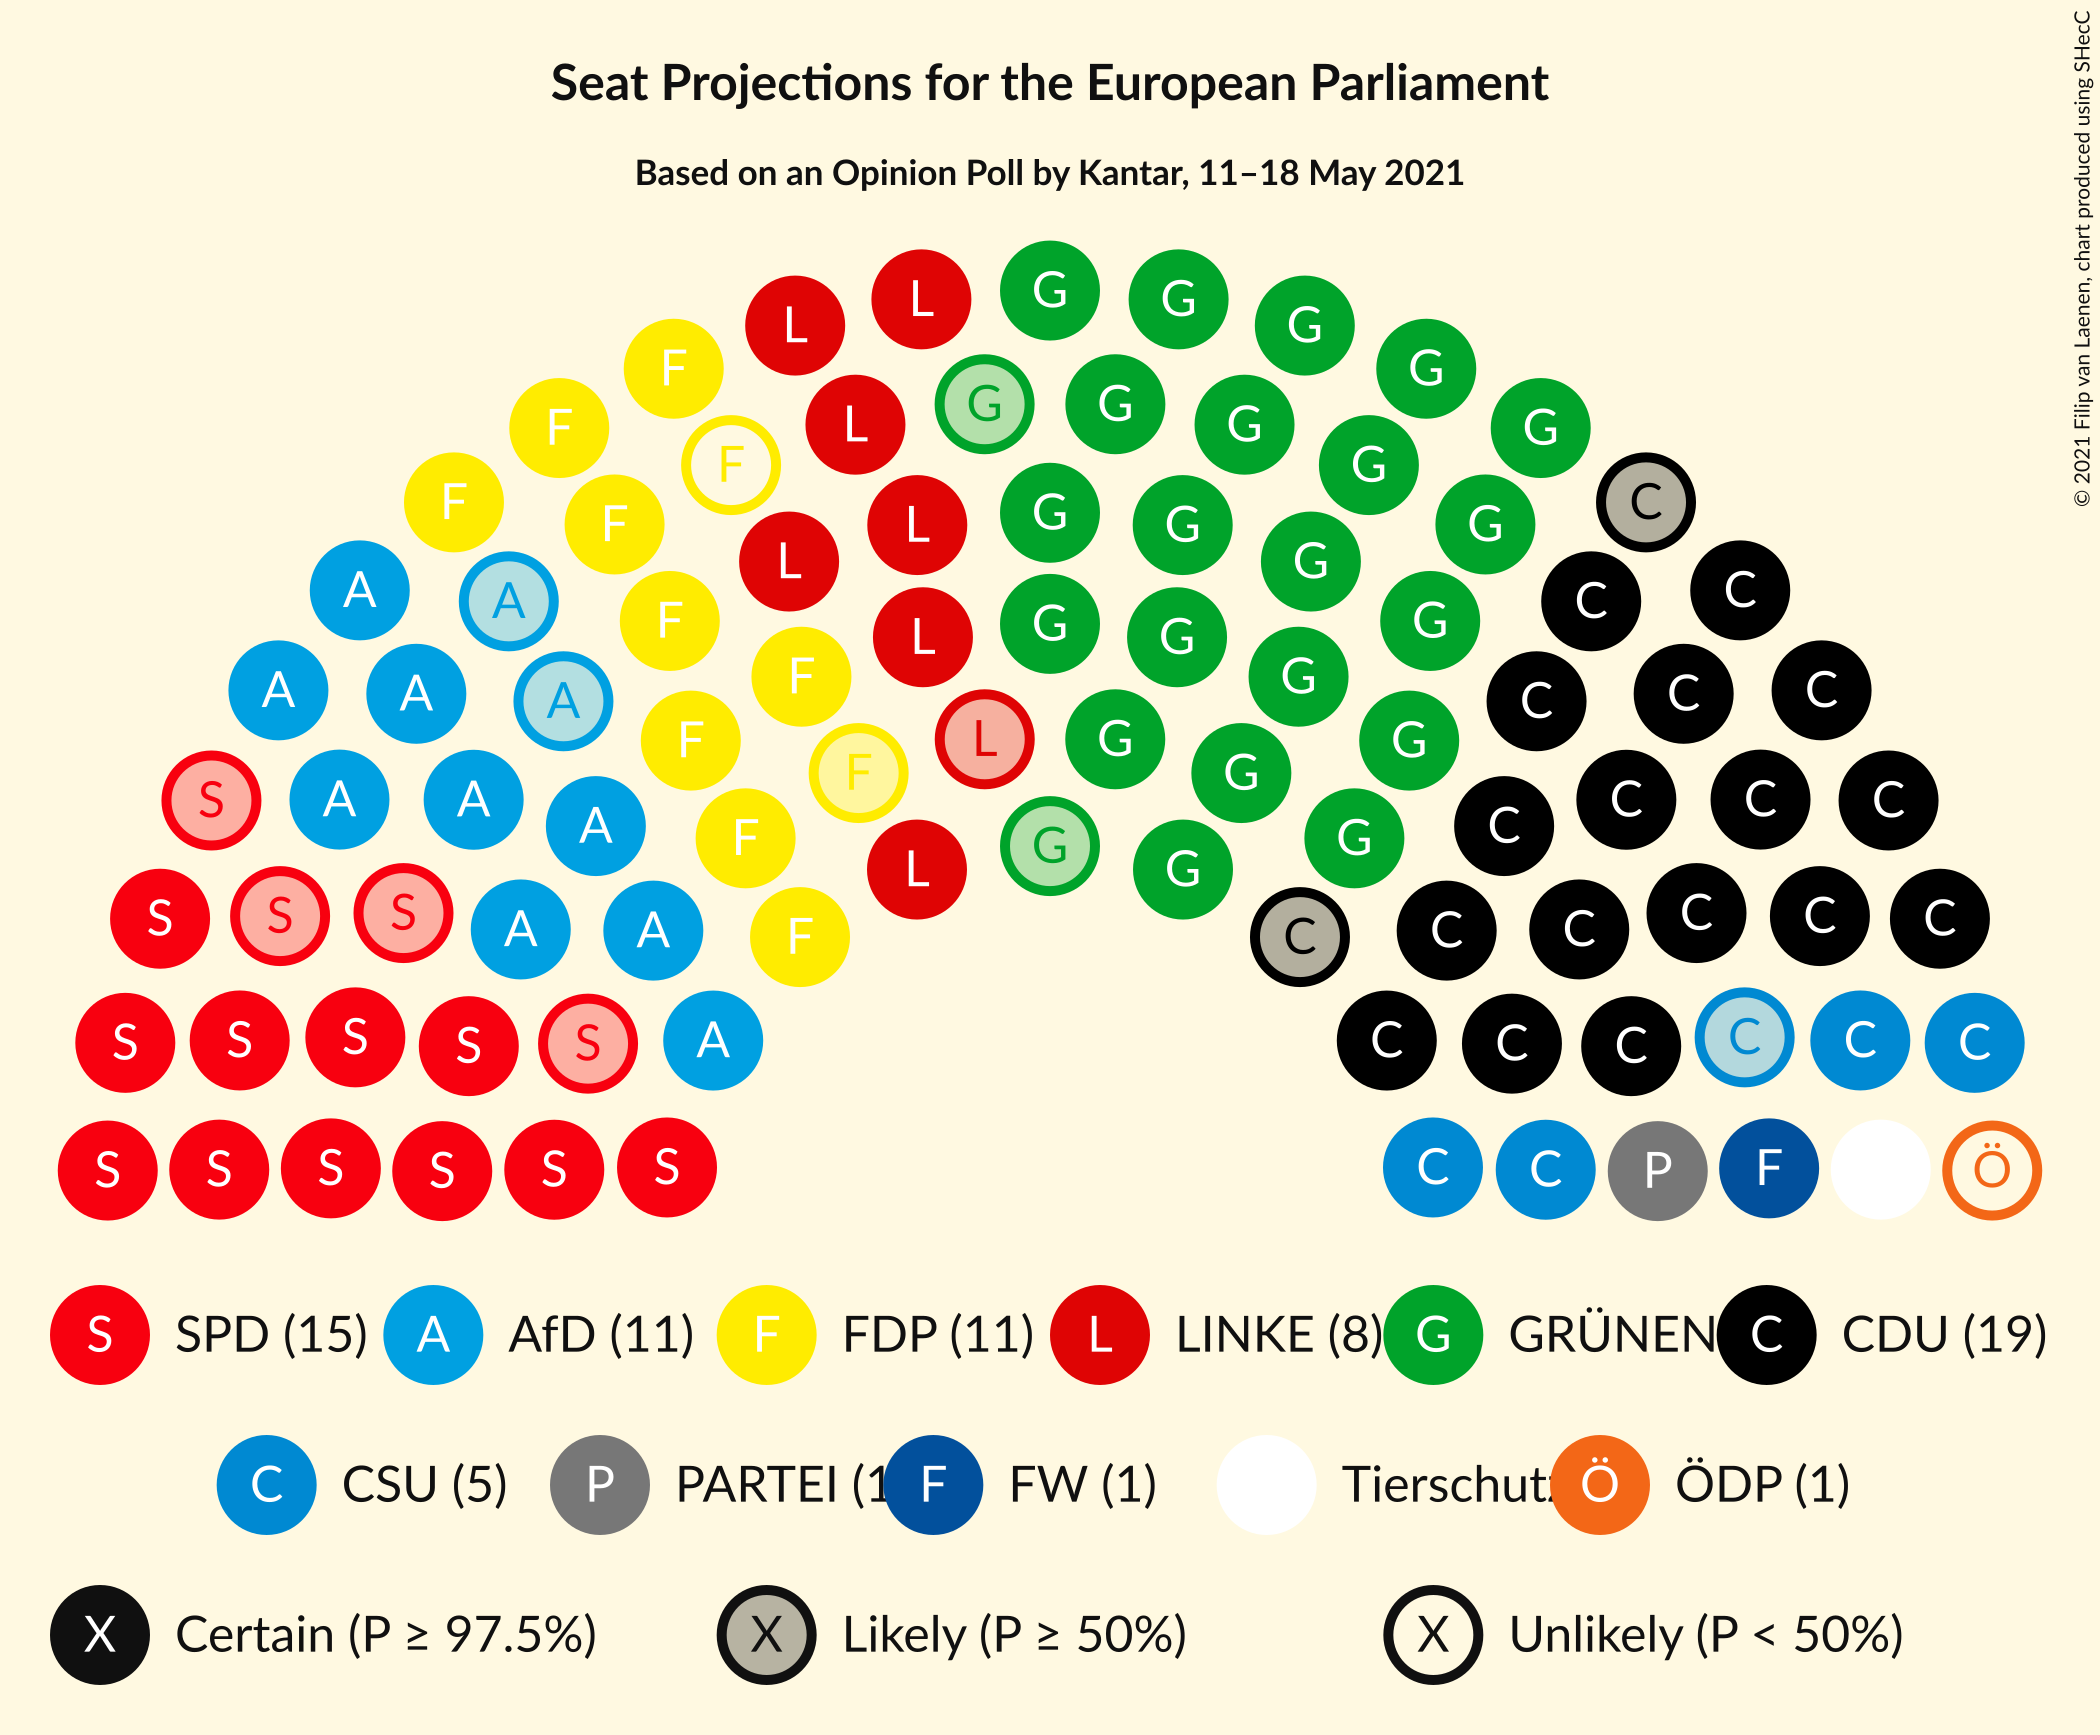 Seat Projections for the European Parliament
Based on an Opinion Poll by Kantar, 11–18 May 2021
© 2021 Filip van Laenen, chart produced using SHecC
L L G G G
F L G G G G
F F G G
F F L L G G G C
A A F L G G G G C C
A A A F F L G G G C C C
S A A A F F L G G G C C C C
S S S A A F L G C C C C C C
S S S S S A C C C C C C
S S S S S S C C P F Ö
S SPD (15) A AfD (11) F FDP (11) L LINKE (8) G GRÜNEN C CDU (19)
C CSU (5) P PARTEI (1 F FW (1) Tierschutz Ö ÖDP (1)
X Certain (P ≥ 97.5%) X Likely (P ≥ 50%) X Unlikely (P < 50%)